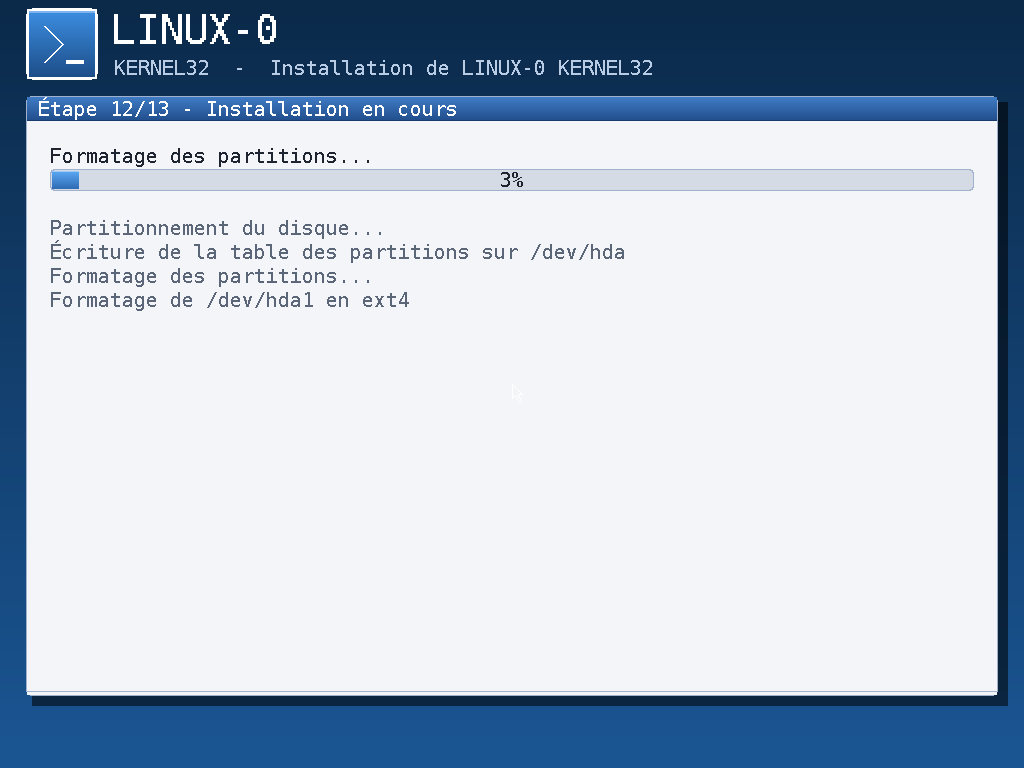 >_
LINUX-0
KERNEL32 - Installation de LINUX-0 KERNEL32
Étape 12/13 - Installation en cours
Formatage des partitions...
3%
Partitionnement du disque...
Écriture de la table des partitions sur /dev/hda
Formatage des partitions...
Formatage de /dev/hda1 en ext4